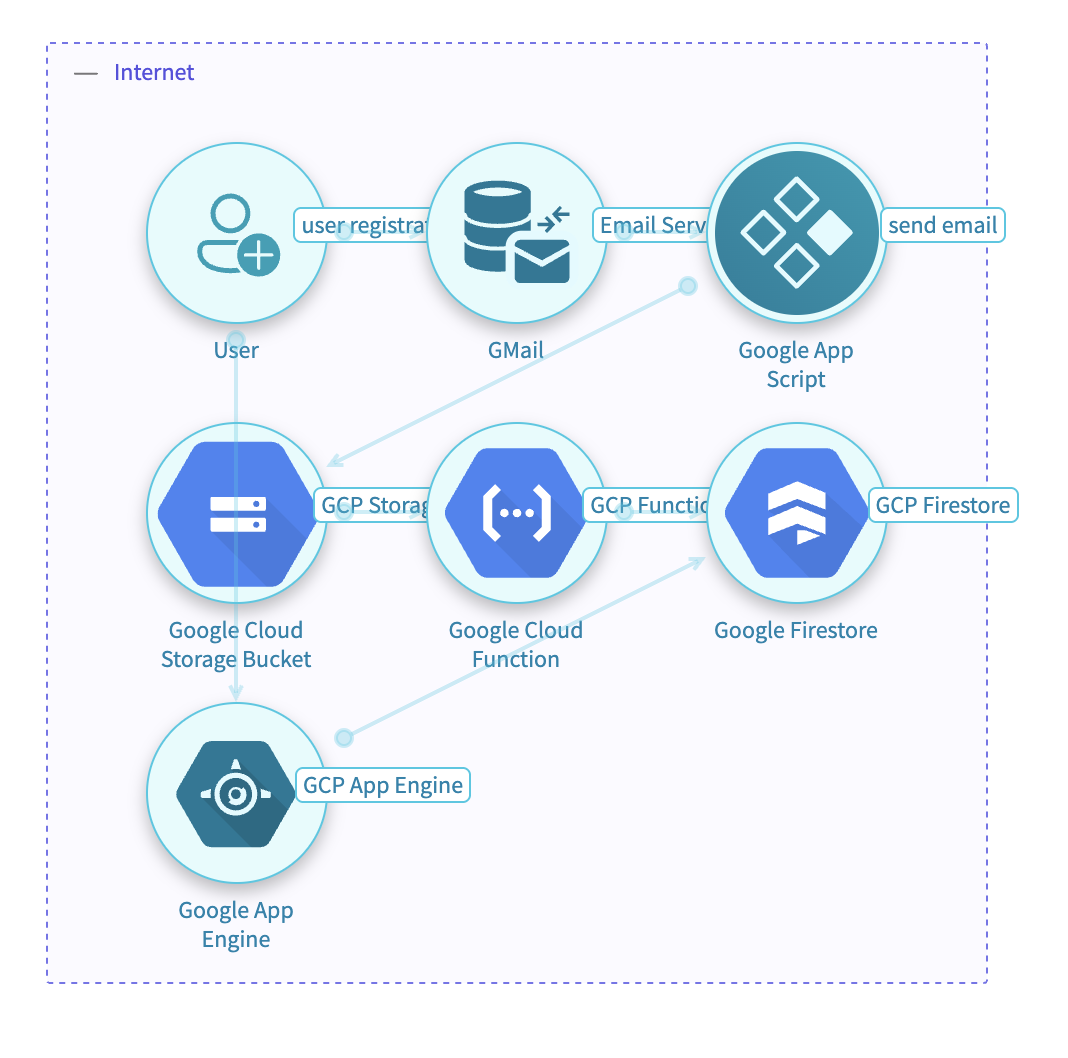 Internet
user registrat
Email Serv
send email
User
GMail
Google App
Script
GCP Storag
GCP Functio
GCP Firestore
Google Cloud
Storage Bucket
Google Cloud
Function
Google Firestore
GCP App Engine
Google App
Engine